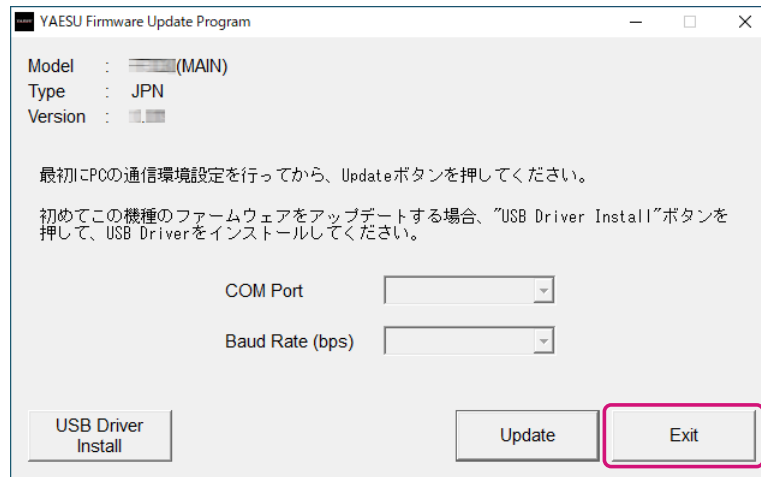 YAESU Firmware Update Program
Model : (MAIN)
Type : JPN
Version :
最初にPCの通信環境設定を行ってから、Updateボタンを押してください。
初めてこの機種のファームウェアをアップデートする場合、"USB Driver Install"ボタンを
押して、USB Driverをインストールしてください。
COM Port
Baud Rate (bps)
USB Driver
Install
Update
Exit